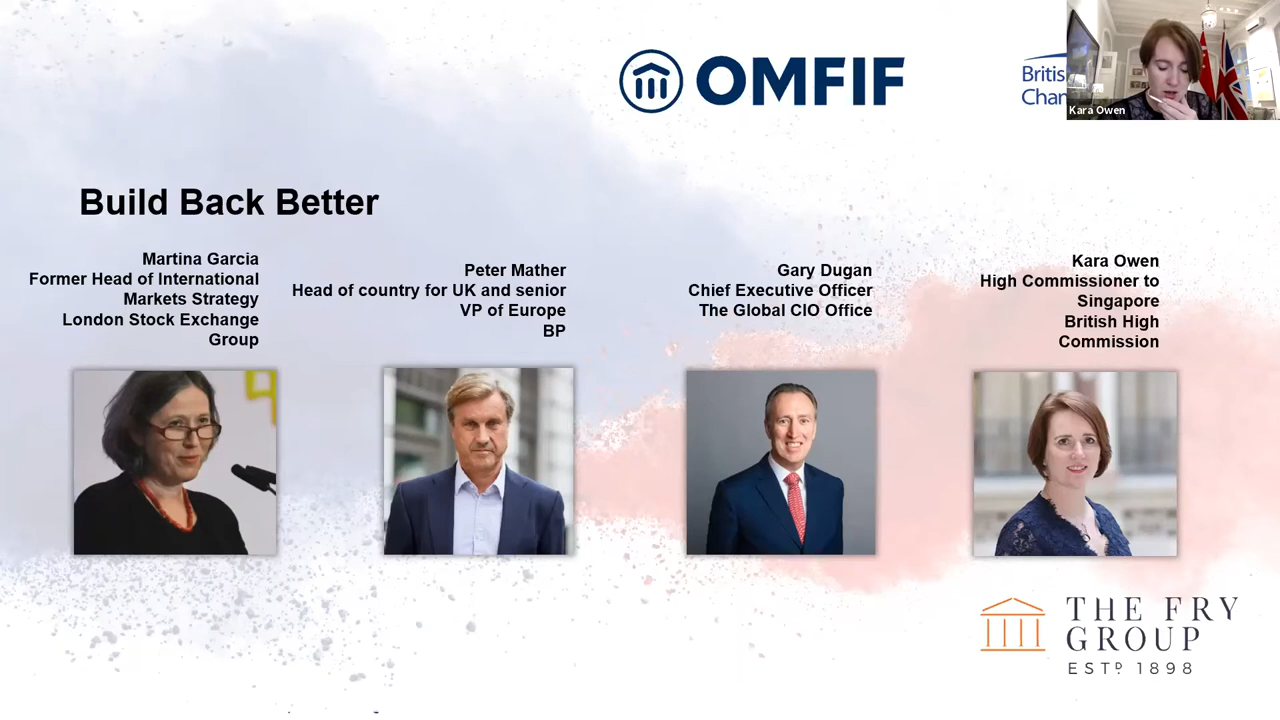 OMFIF
Britis
Char
Kara Owen
Build Back Better
Martina Garcia
Former Head of International
Markets Strategy
London Stock Exchange
Group
Peter Mather
Head of country for UK and senior
VP of Europe
BP
Gary Dugan
Chief Executive Officer
The Global CIO Office
Kara Owen
High Commissioner to
Singapore
British High
Commission
THE FRY
GROUP
ESTD 1898